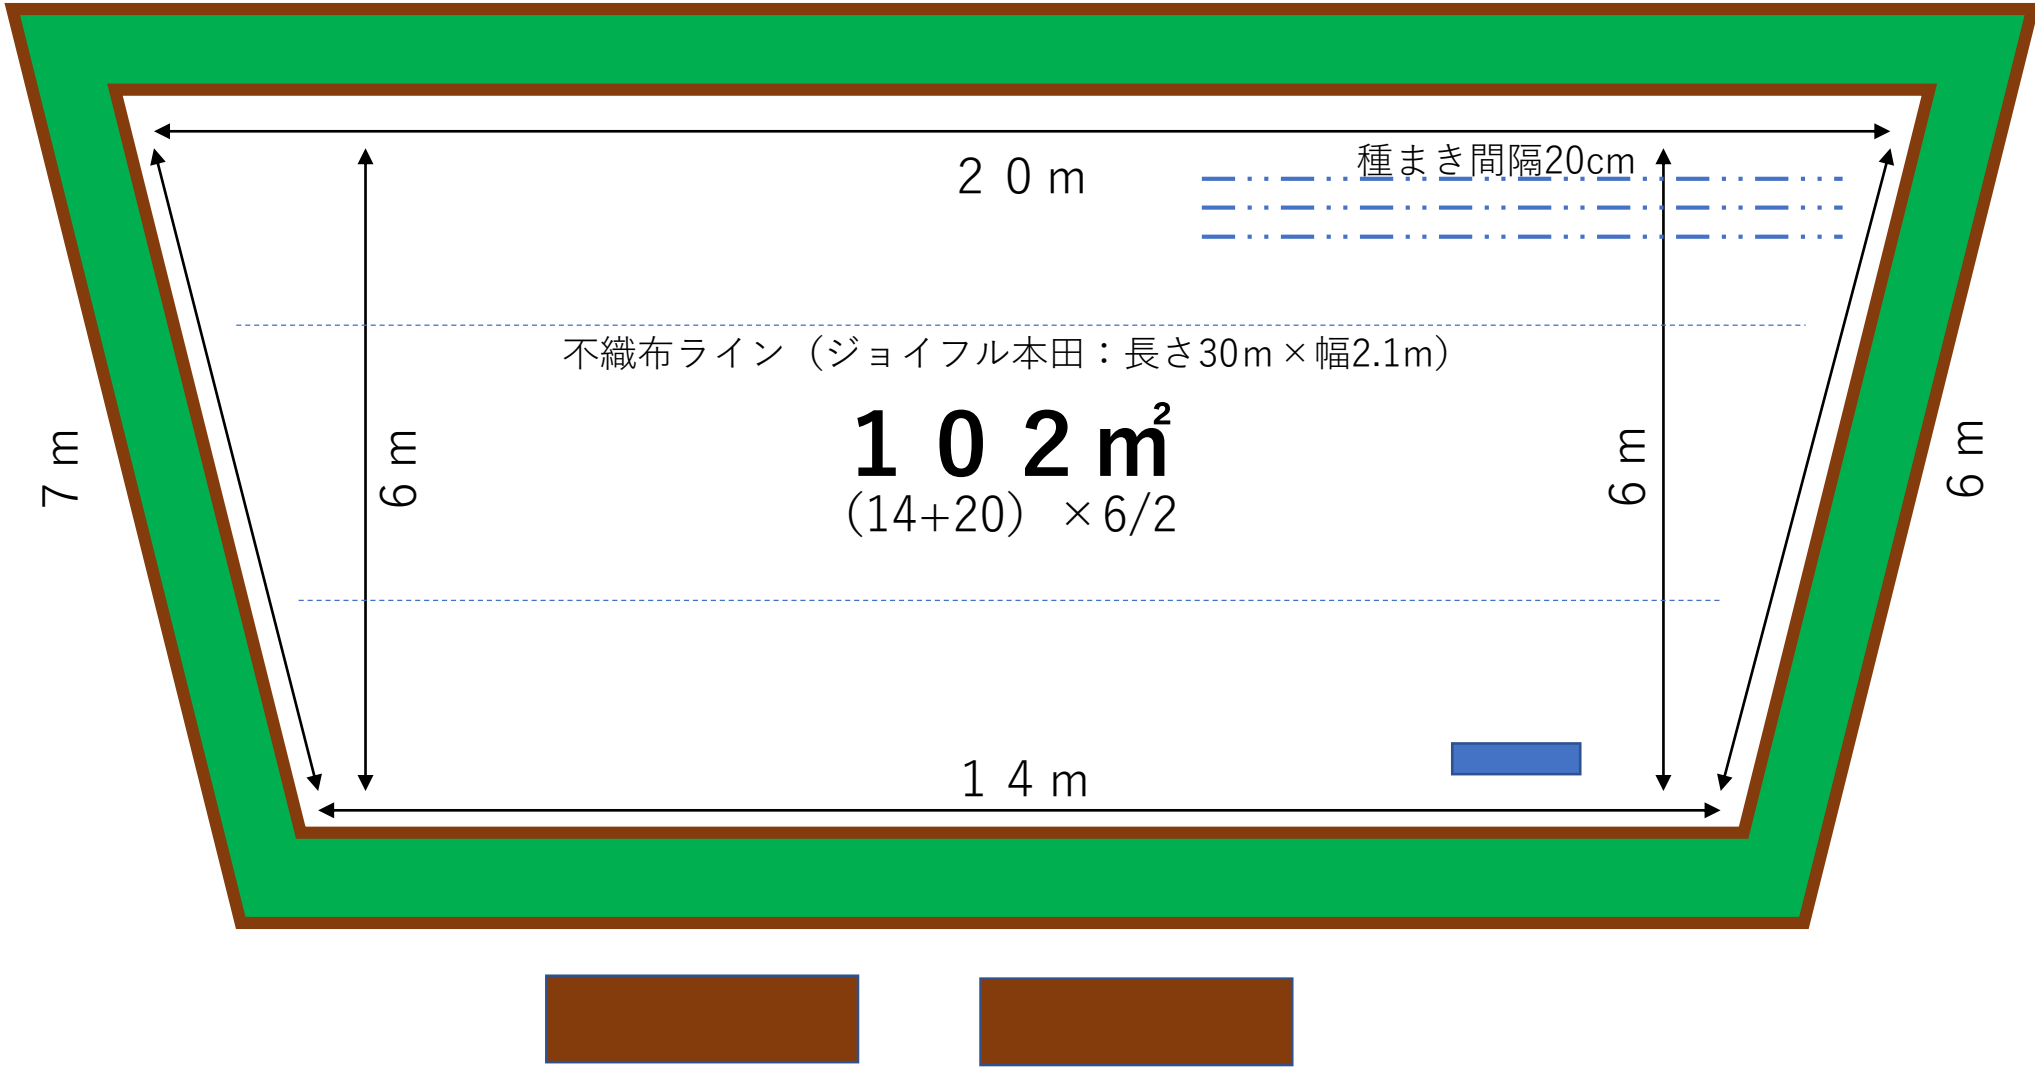 ２０m
種まき間隔20cm
不織布ライン（ジョイフル本田：長さ30m×幅2.1m）
１０２㎡
（14+20）×6/2
7m
6m
6m
6m
１４m